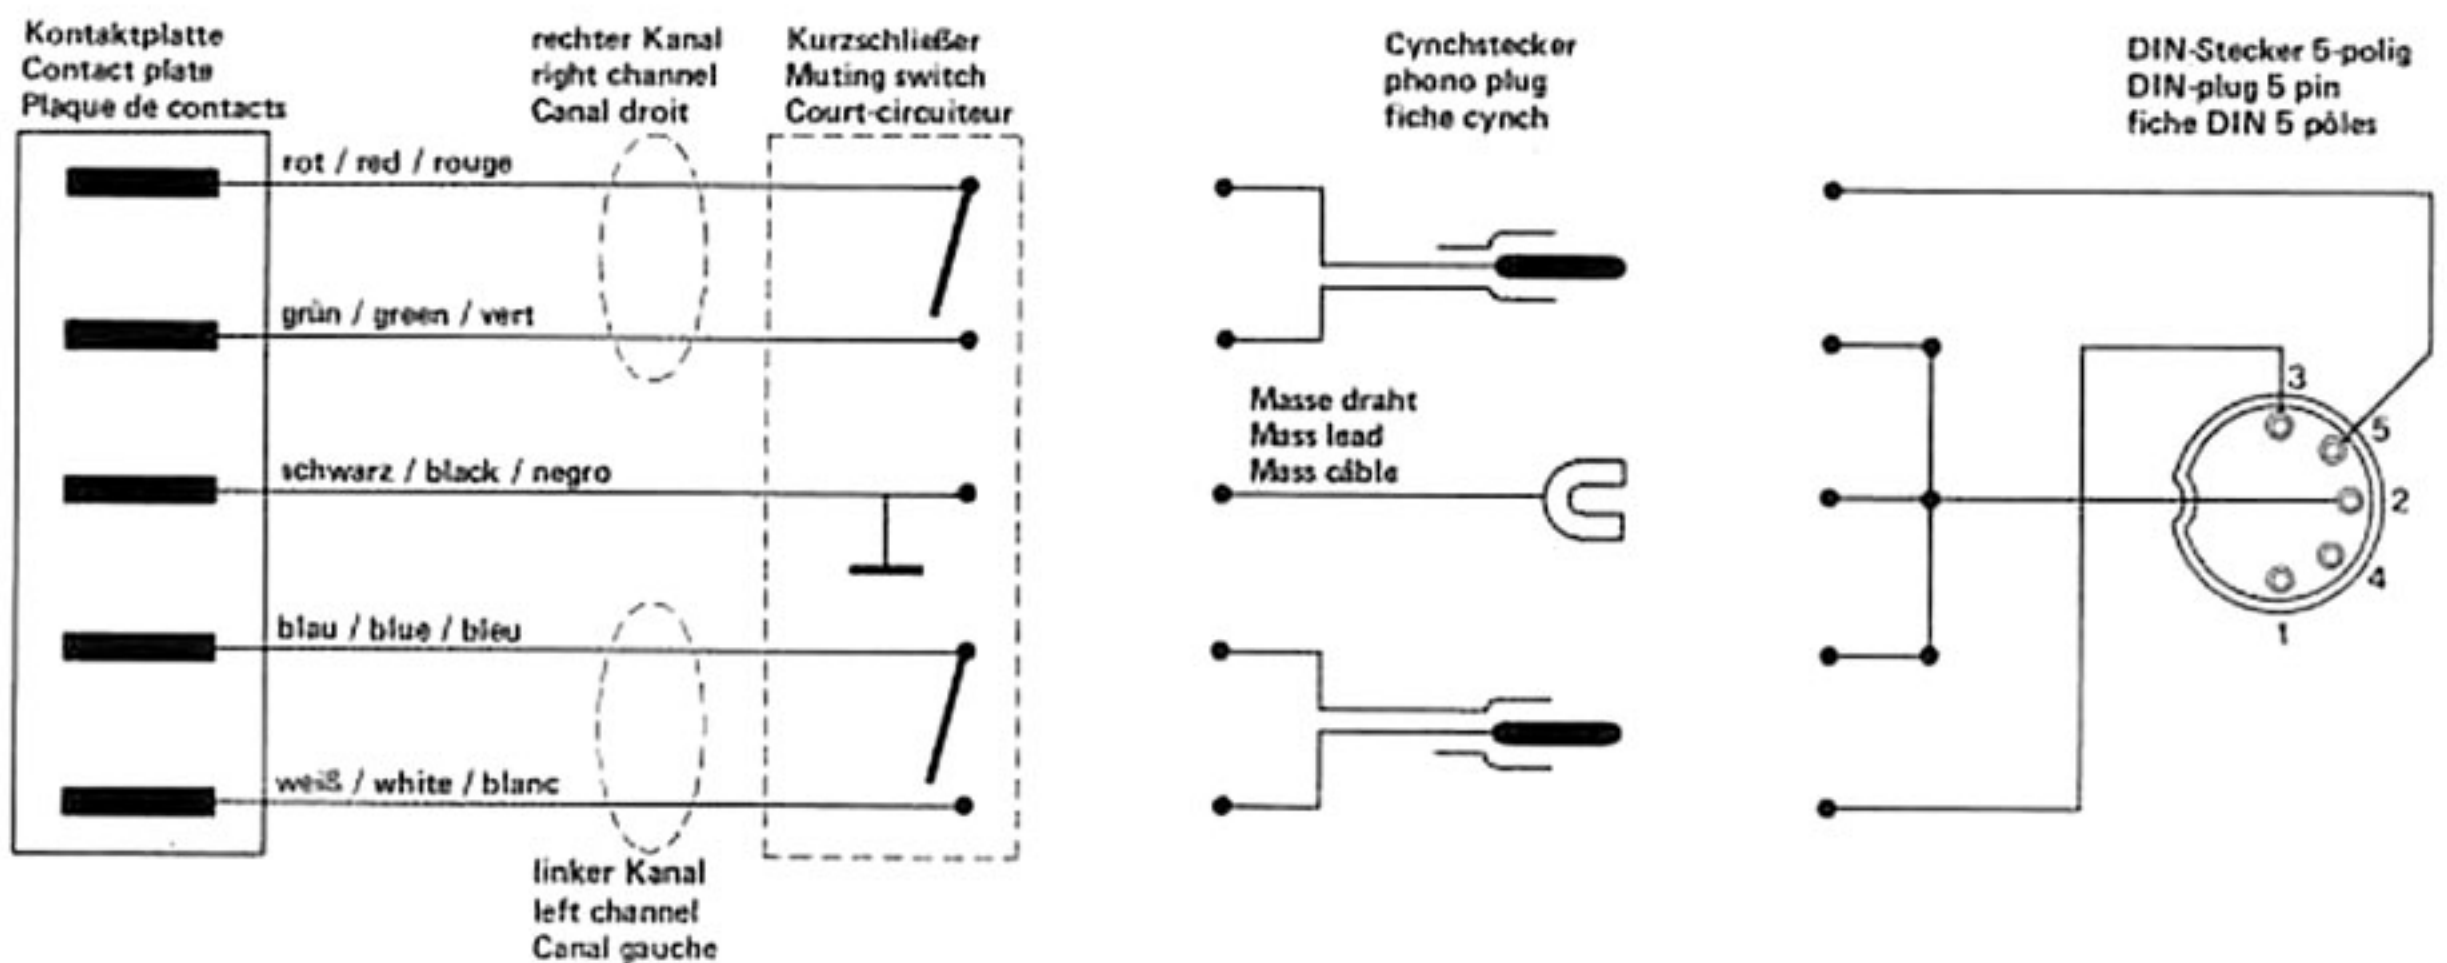 Kontaktplatte
Contact plate
Plaque de contacts
rechter Kanal
right channel
Canal droit
Kurzschließer
Muting switch
Court-circuiteur
Cynchstecker
phono plug
fiche cynch
DIN-Stecker 5-polig
DIN-plug 5 pin
fiche DIN 5 pôles
rot / red / rouge
grün / green / vert
schwarz / black / negro
blau / blue / bleu
weiß / white / blanc
linker Kanal
left channel
Canal gauche
Masse draht
Mass lead
Mass câble
3
5
2
4
1